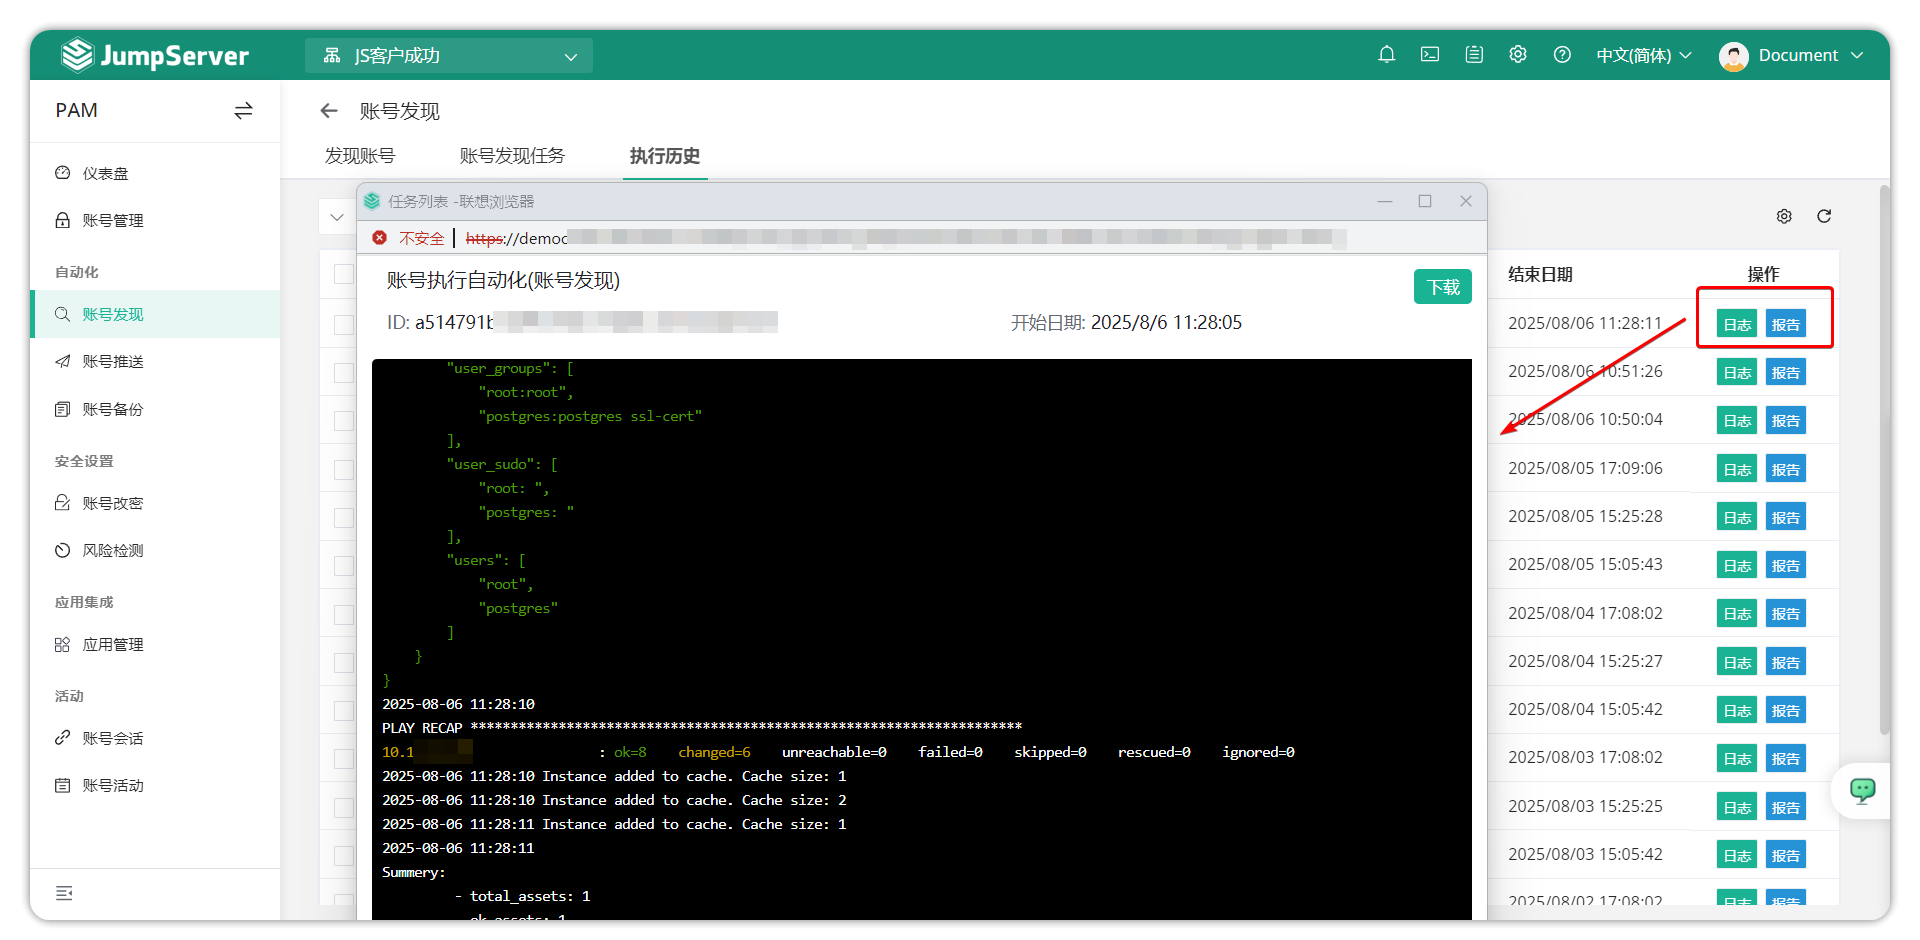 JumpServer
JS客户成功
中文(简体)
Document
PAM
仪表盘
账号管理
自动化
账号发现
账号推送
账号备份
安全设置
账号改密
风险检测
应用集成
应用管理
活动
账号会话
账号活动
账号发现
发现账号
账号发现任务
执行历史
任务列表 -联想浏览器
不安全
https://democ
账号执行自动化(账号发现)
下载
ID: a514791b
开始日期: 2025/8/6 11:28:05
"user_groups": [
"root:root",
"postgres:postgres ssl-cert"
],
"user_sudo": [
"root: ",
"postgres: "
],
"users": [
"root",
"postgres"
]
}
}
2025-08-06 11:28:10
PLAY RECAP *********************************************************************
10.1 : ok=8 changed=6 unreachable=0 failed=0 skipped=0 rescued=0 ignored=0
2025-08-06 11:28:10 Instance added to cache. Cache size: 1
2025-08-06 11:28:10 Instance added to cache. Cache size: 2
2025-08-06 11:28:11 Instance added to cache. Cache size: 1
2025-08-06 11:28:11
Summery:
- total_assets: 1
ok_assets: 1
结束日期 操作
2025/08/06 11:28:11 日志 报告
2025/08/06 10:51:26 日志 报告
2025/08/06 10:50:04 日志 报告
2025/08/05 17:09:06 日志 报告
2025/08/05 15:25:28 日志 报告
2025/08/05 15:05:43 日志 报告
2025/08/04 17:08:02 日志 报告
2025/08/04 15:25:27 日志 报告
2025/08/04 15:05:42 日志 报告
2025/08/03 17:08:02 日志 报告
2025/08/03 15:25:25 日志 报告
2025/08/03 15:05:42 日志 报告
2025/08/02 17:08:02 日志 报告